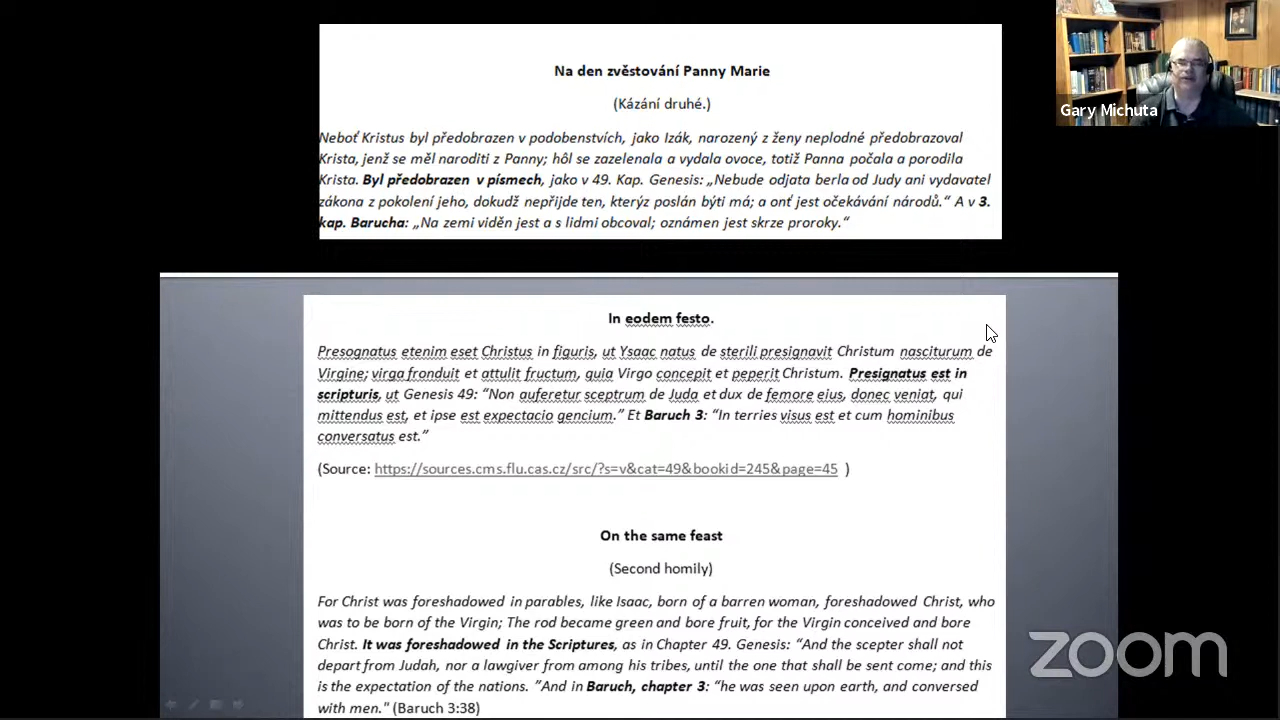 Na den zvěstování Panny Marie
(Kázání druhé.)
Neboť Kristus byl předobrazen v podobenstvích, jako Izák, narozený z ženy neplodné předobrazoval
Krista, jenž se měl naroditi z Panny; hôl se zazelenala a vydala ovoce, totiž Panna počala a porodila
Krista. Byl předobrazen v písmech, jako v 49. Kap. Genesis: „Nebude odjata berla od Judy ani vydavatel
zákona z pokolení jeho, dokudž nepřijde ten, kterýz poslán býti má; a onť jest očekávání národů.“ A v 3.
kap. Barucha: „Na zemi viděn jest a s lidmi obcoval; oznámen jest skrze proroky.“
Gary Michuta
In eodem festo.
Presognatus etenim eset Christus in figuris, ut Ysaac natus de sterili presignavit Christum nasciturum de
Virgine; virga fronduit et attulit fructum, quia Virgo concepit et peperit Christum. Presignatus est in
scripturis, ut Genesis 49: “Non auferetur sceptrum de Juda et dux de femore eius, donec veniat, qui
mittendus est, et ipse est expectacio gencium.” Et Baruch 3: “In terries visus est et cum hominibus
conversatus est.”
(Source: https://sources.cms.flu.cas.cz/src/?s=v&cat=49&bookid=245&page=45 )
On the same feast
(Second homily)
For Christ was foreshadowed in parables, like Isaac, born of a barren woman, foreshadowed Christ, who
was to be born of the Virgin; The rod became green and bore fruit, for the Virgin conceived and bore
Christ. It was foreshadowed in the Scriptures, as in Chapter 49. Genesis: “And the scepter shall not
depart from Judah, nor a lawgiver from among his tribes, until the one that shall be sent come; and this
is the expectation of the nations. ”And in Baruch, chapter 3: “he was seen upon earth, and conversed
with men." (Baruch 3:38)
zoom